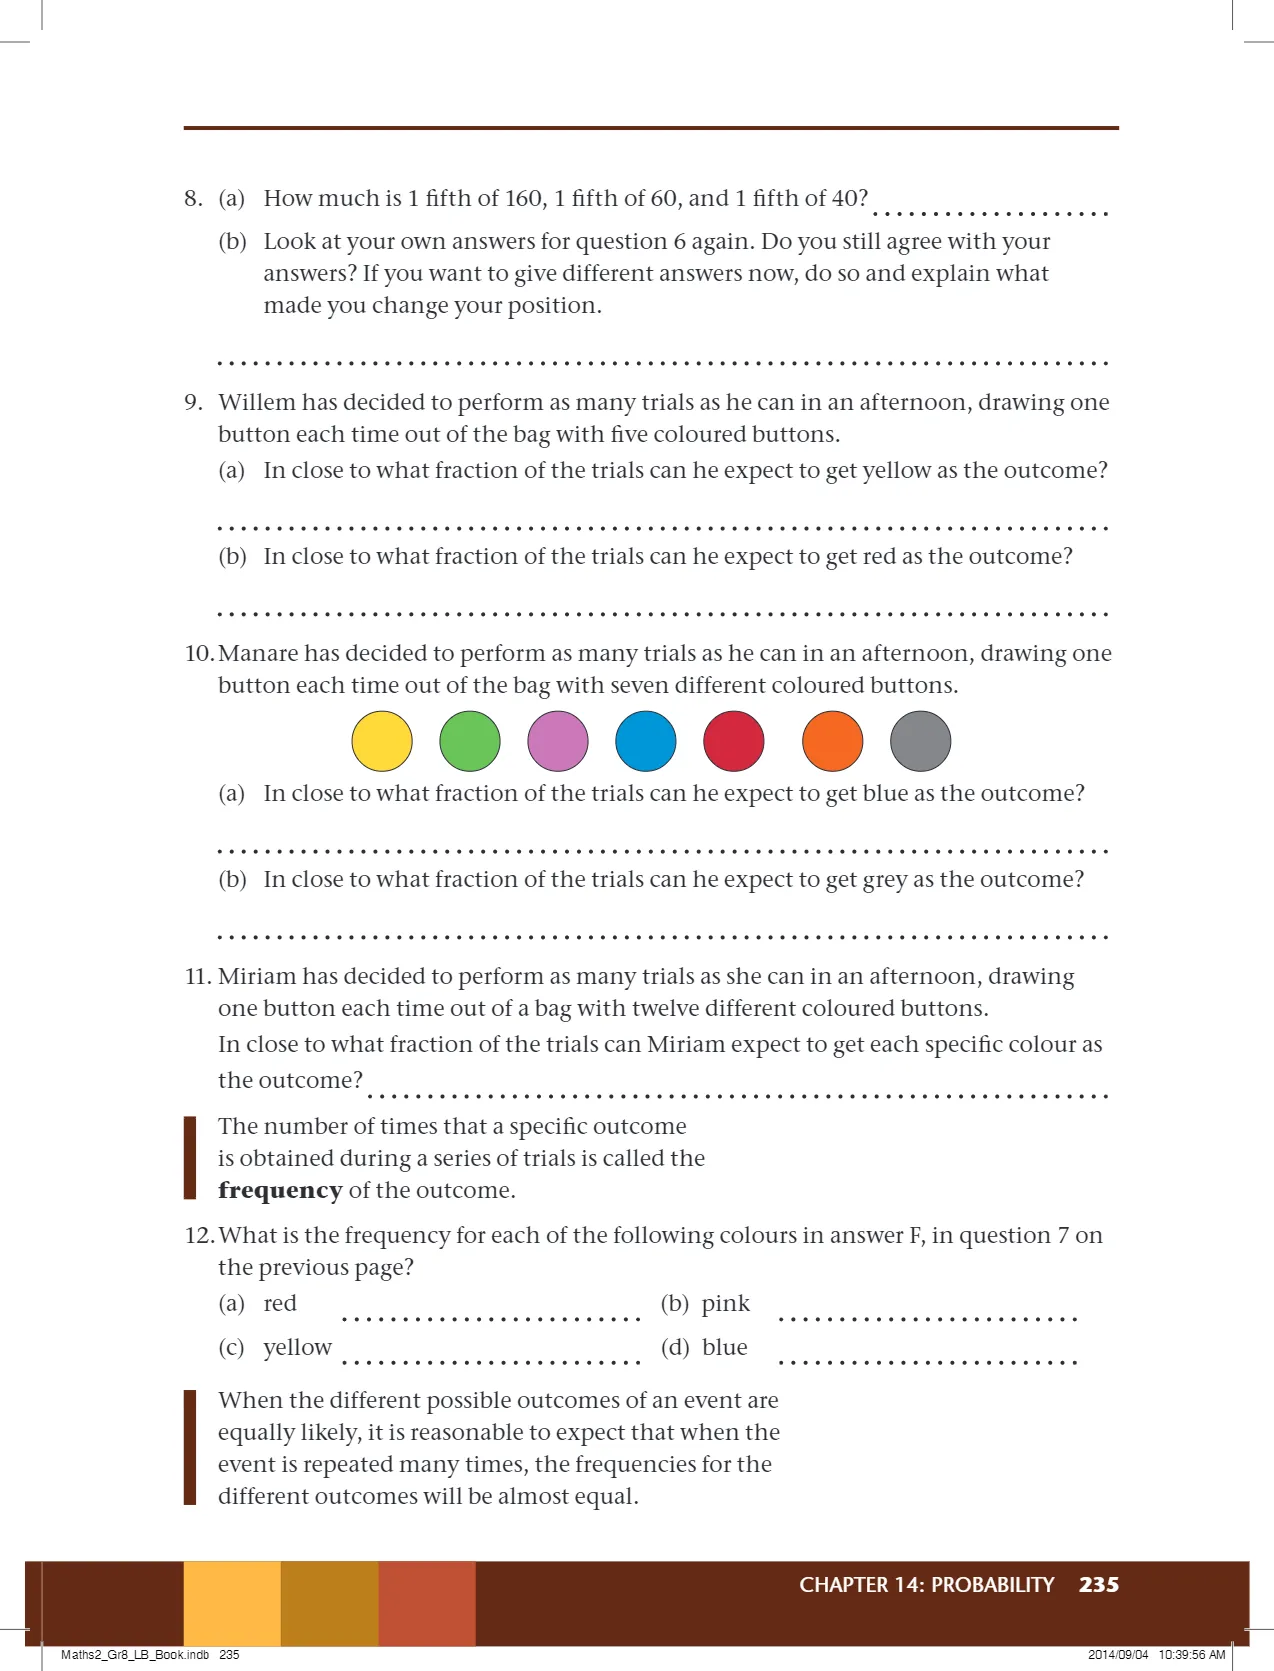 8. (a) How much is 1 fifth of 160, 1 fifth of 60, and 1 fifth of 40?
(b) Look at your own answers for question 6 again. Do you still agree with your
answers? If you want to give different answers now, do so and explain what
made you change your position.
9. Willem has decided to perform as many trials as he can in an afternoon, drawing one
button each time out of the bag with five coloured buttons.
(a) In close to what fraction of the trials can he expect to get yellow as the outcome?
(b) In close to what fraction of the trials can he expect to get red as the outcome?
10. Manare has decided to perform as many trials as he can in an afternoon, drawing one
button each time out of the bag with seven different coloured buttons.
(a) In close to what fraction of the trials can he expect to get blue as the outcome?
(b) In close to what fraction of the trials can he expect to get grey as the outcome?
11. Miriam has decided to perform as many trials as she can in an afternoon, drawing
one button each time out of a bag with twelve different coloured buttons.
In close to what fraction of the trials can Miriam expect to get each specific colour as
the outcome?
The number of times that a specific outcome
is obtained during a series of trials is called the
frequency of the outcome.
12. What is the frequency for each of the following colours in answer F, in question 7 on
the previous page?
(a) red (b) pink
(c) yellow (d) blue
When the different possible outcomes of an event are
equally likely, it is reasonable to expect that when the
event is repeated many times, the frequencies for the
different outcomes will be almost equal.
CHAPTER 14: PROBABILITY 235
Maths2_Gr8_LB_Book.indb 235 2014/09/04 10:39:56 AM